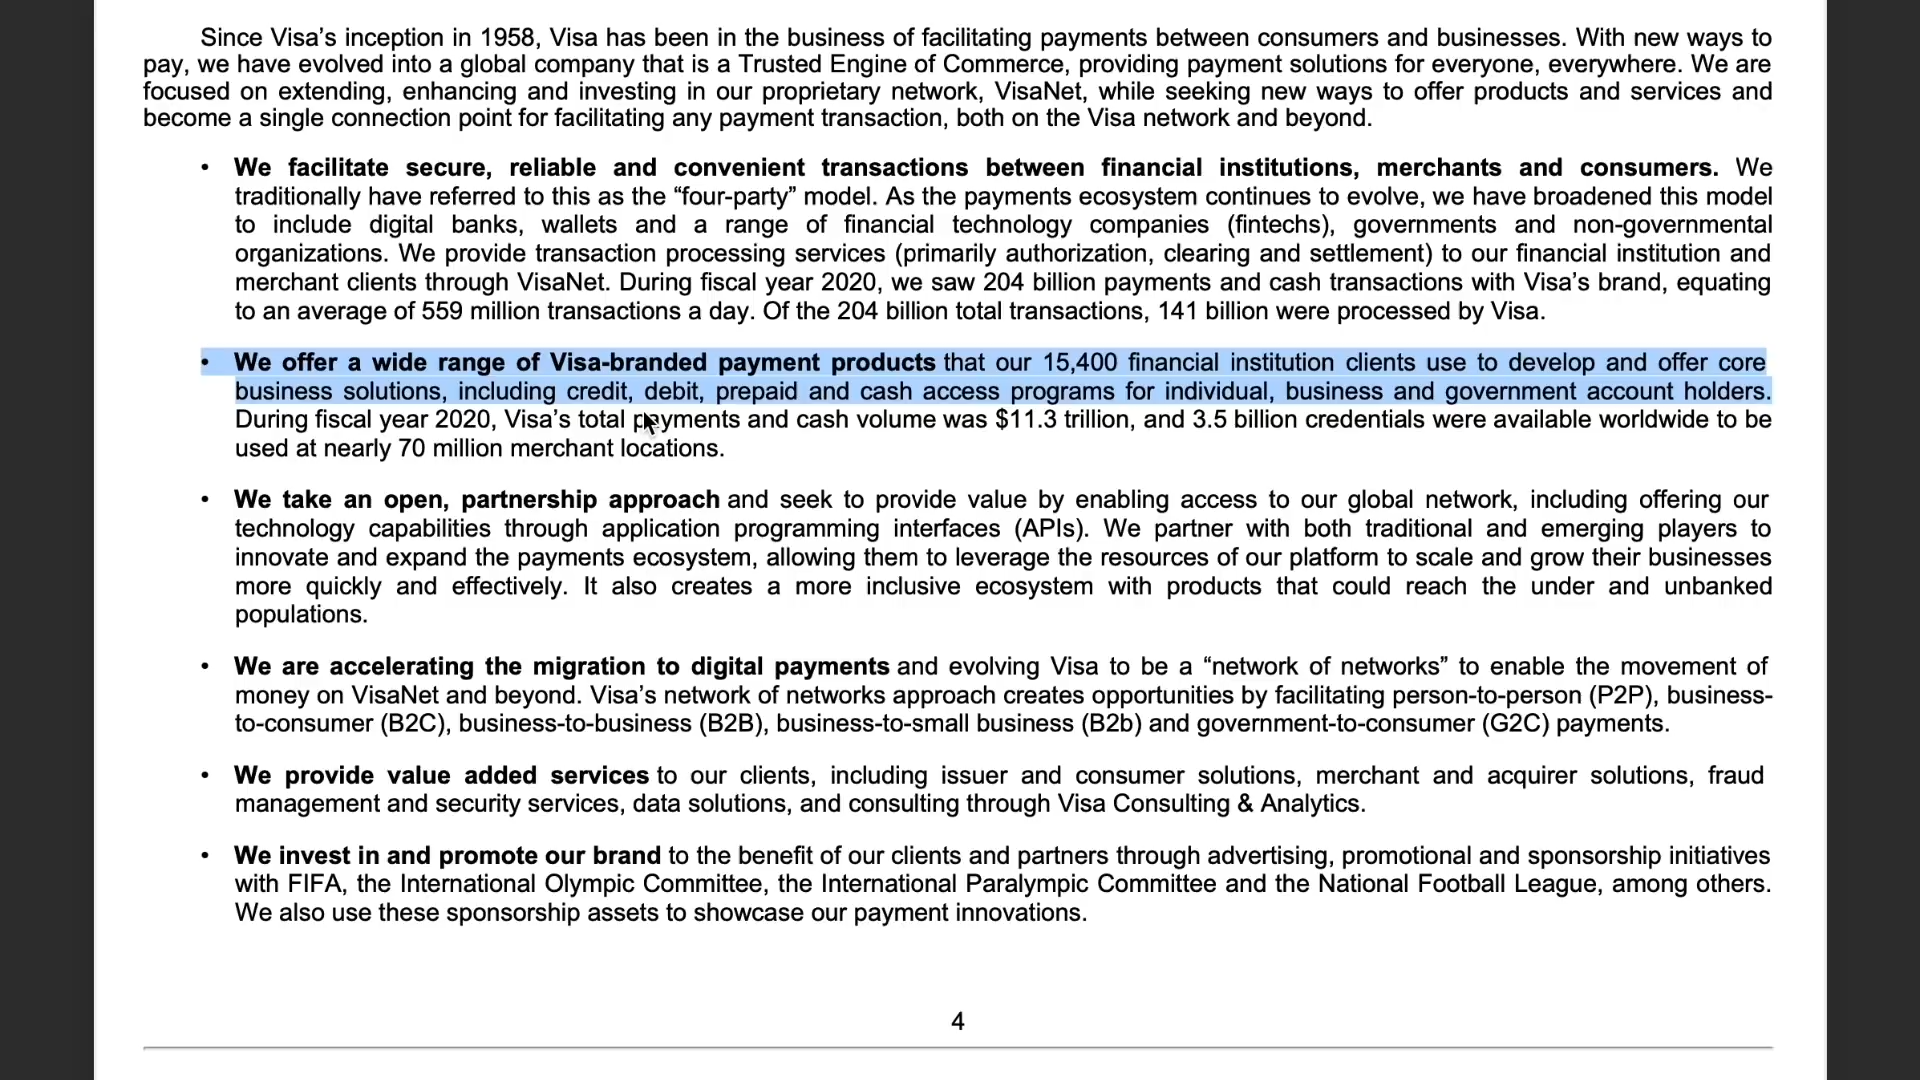 Since Visa’s inception in 1958, Visa has been in the business of facilitating payments between consumers and businesses. With new ways to
pay, we have evolved into a global company that is a Trusted Engine of Commerce, providing payment solutions for everyone, everywhere. We are
focused on extending, enhancing and investing in our proprietary network, VisaNet, while seeking new ways to offer products and services and
become a single connection point for facilitating any payment transaction, both on the Visa network and beyond.
• We facilitate secure, reliable and convenient transactions between financial institutions, merchants and consumers. We
traditionally have referred to this as the “four-party” model. As the payments ecosystem continues to evolve, we have broadened this model
to include digital banks, wallets and a range of financial technology companies (fintechs), governments and non-governmental
organizations. We provide transaction processing services (primarily authorization, clearing and settlement) to our financial institution and
merchant clients through VisaNet. During fiscal year 2020, we saw 204 billion payments and cash transactions with Visa’s brand, equating
to an average of 559 million transactions a day. Of the 204 billion total transactions, 141 billion were processed by Visa.
• We offer a wide range of Visa-branded payment products that our 15,400 financial institution clients use to develop and offer core
business solutions, including credit, debit, prepaid and cash access programs for individual, business and government account holders.
During fiscal year 2020, Visa’s total payments and cash volume was $11.3 trillion, and 3.5 billion credentials were available worldwide to be
used at nearly 70 million merchant locations.
• We take an open, partnership approach and seek to provide value by enabling access to our global network, including offering our
technology capabilities through application programming interfaces (APIs). We partner with both traditional and emerging players to
innovate and expand the payments ecosystem, allowing them to leverage the resources of our platform to scale and grow their businesses
more quickly and effectively. It also creates a more inclusive ecosystem with products that could reach the under and unbanked
populations.
• We are accelerating the migration to digital payments and evolving Visa to be a “network of networks” to enable the movement of
money on VisaNet and beyond. Visa’s network of networks approach creates opportunities by facilitating person-to-person (P2P), business-
to-consumer (B2C), business-to-business (B2B), business-to-small business (B2b) and government-to-consumer (G2C) payments.
• We provide value added services to our clients, including issuer and consumer solutions, merchant and acquirer solutions, fraud
management and security services, data solutions, and consulting through Visa Consulting & Analytics.
• We invest in and promote our brand to the benefit of our clients and partners through advertising, promotional and sponsorship initiatives
with FIFA, the International Olympic Committee, the International Paralympic Committee and the National Football League, among others.
We also use these sponsorship assets to showcase our payment innovations.
4